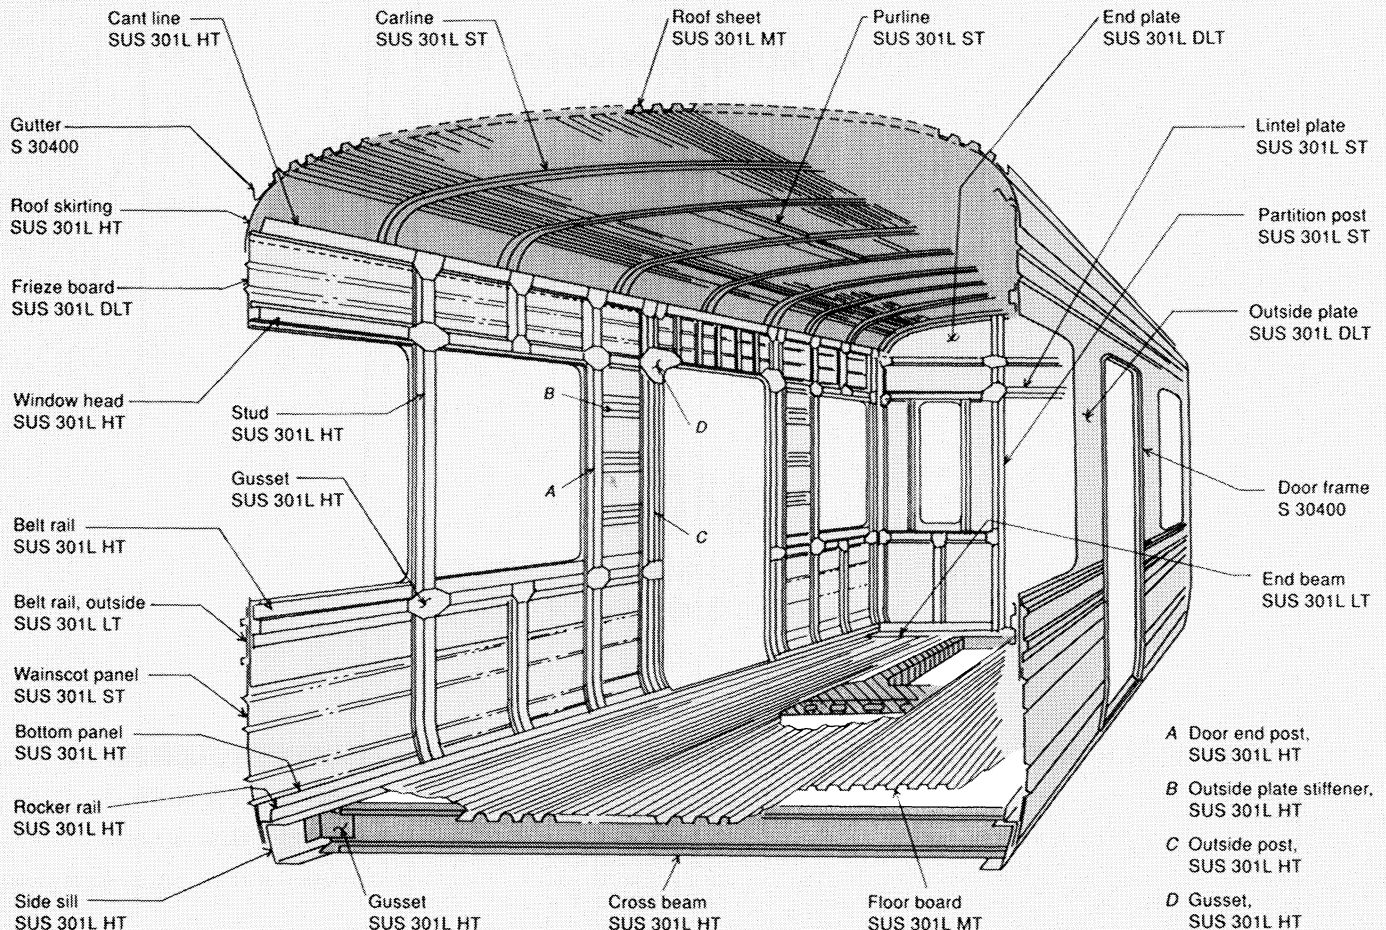 Cant line
SUS 301L HT
Carline
SUS 301L ST
Roof sheet
SUS 301L MT
Purline
SUS 301L ST
End plate
SUS 301L DLT
Gutter
S 30400
Lintel plate
SUS 301L ST
Roof skirting
SUS 301L HT
Partition post
SUS 301L ST
Frieze board
SUS 301L DLT
Outside plate
SUS 301L DLT
Window head
SUS 301L HT
Stud
SUS 301L HT
B
D
Gusset
SUS 301L HT
A
Door frame
S 30400
Belt rail
SUS 301L HT
C
End beam
SUS 301L LT
Belt rail, outside
SUS 301L LT
Wainscot panel
SUS 301L ST
Bottom panel
SUS 301L HT
Rocker rail
SUS 301L HT
Side sill
SUS 301L HT
Gusset
SUS 301L HT
Cross beam
SUS 301L HT
Floor board
SUS 301L MT
A Door end post,
SUS 301L HT
B Outside plate stiffener,
SUS 301L HT
C Outside post,
SUS 301L HT
D Gusset,
SUS 301L HT